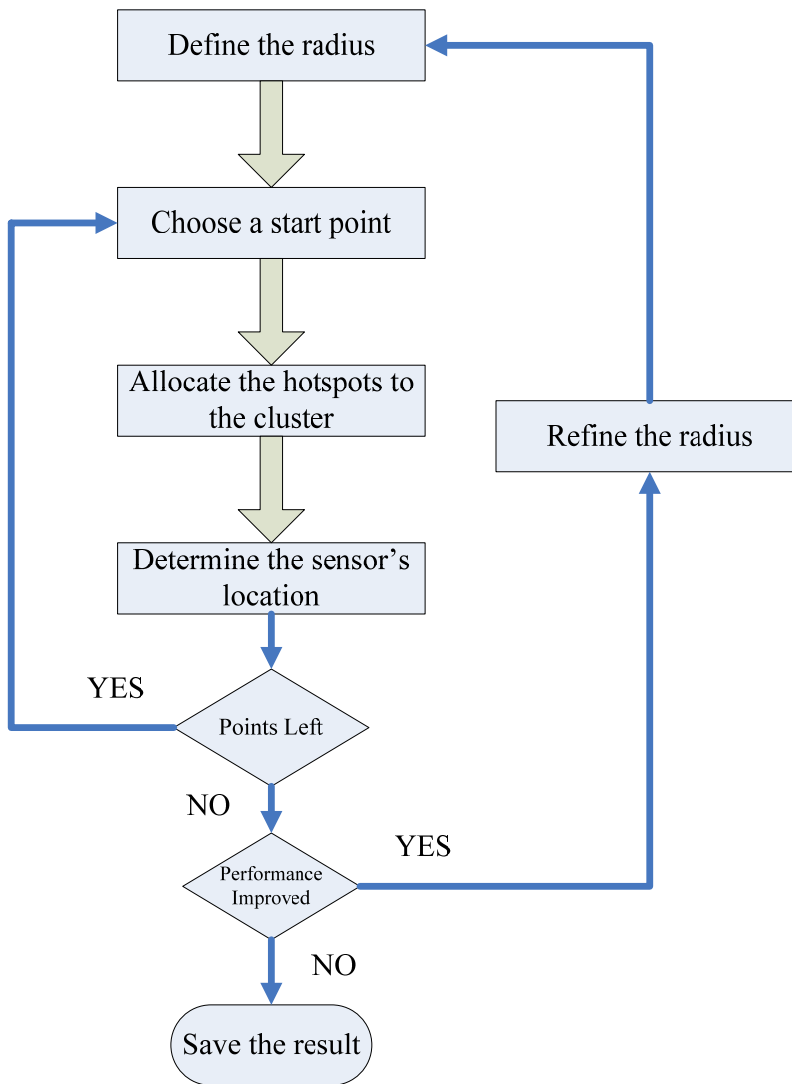 Define the radius
Choose a start point
Allocate the hotspots to
the cluster
Refine the radius
Determine the sensor's
location
YES
Points Left
NO
YES
Performance
Improved
NO
Save the result